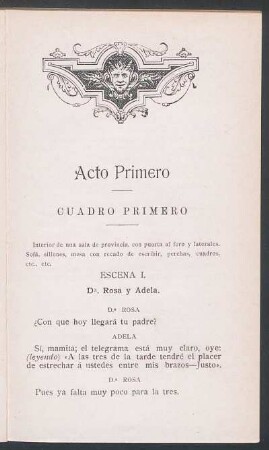 Acto Primero
CUADRO PRIMERO
Interior de una sala de provincia, con puerta al foro y laterales.
Sofá, sillones, mesa con recado de escribir, perchas, cuadros,
etc., etc.
ESCENA I.
D.ª Rosa y Adela.
D.ª ROSA
¿Con que hoy llegará tu padre?
ADELA
Sí, mamita; el telegrama está muy claro, oye:
(leyendo) «A las tres de la tarde tendré el placer
de estrechar á ustedes entre mis brazos—Justo».
D.ª ROSA
Pues ya falta muy poco para la tres.